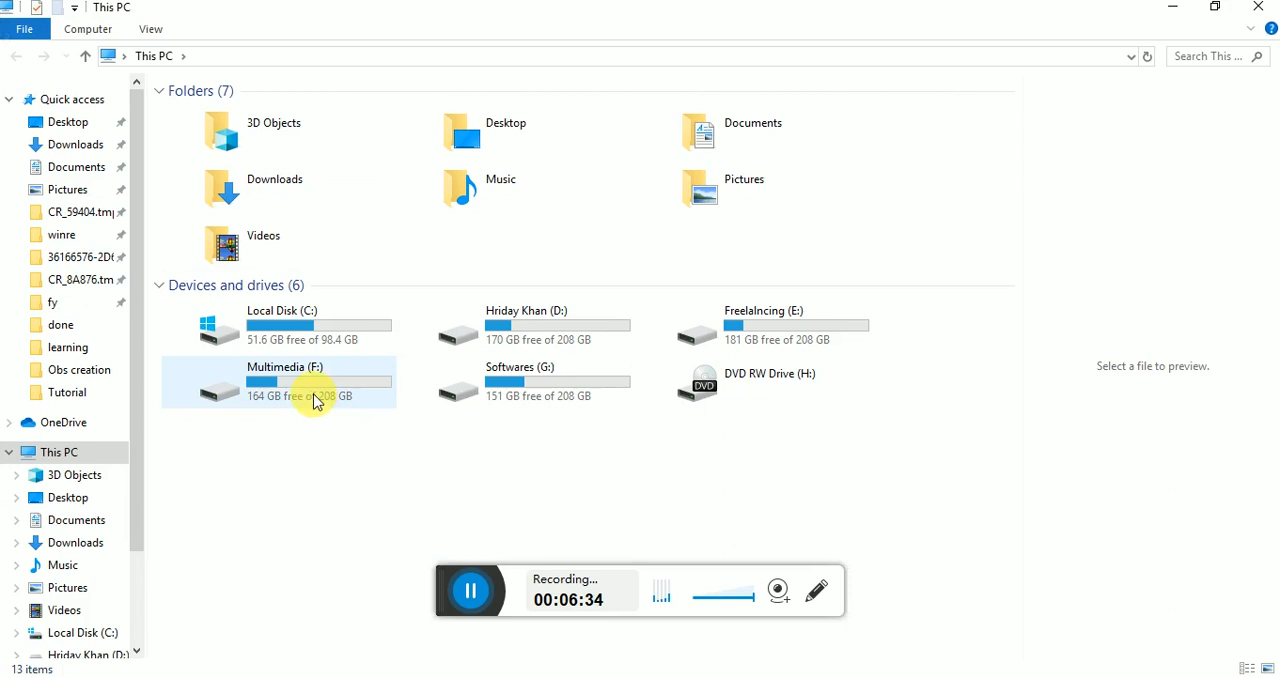 This PC
File Computer View
This PC
Search This ...
Quick access
Desktop
Downloads
Documents
Pictures
CR_59404.tmp
winre
36166576-2D6
CR_8A876.tm
fy
done
learning
Obs creation
Tutorial
OneDrive
This PC
3D Objects
Desktop
Documents
Downloads
Music
Pictures
Videos
Local Disk (C:)
Hriday Khan (D:)
Folders (7)
3D Objects
Desktop
Documents
Downloads
Music
Pictures
Videos
Devices and drives (6)
Local Disk (C:)
51.6 GB free of 98.4 GB
Hriday Khan (D:)
170 GB free of 208 GB
Freelalncing (E:)
181 GB free of 208 GB
Multimedia (F:)
164 GB free of 208 GB
Softwares (G:)
151 GB free of 208 GB
DVD RW Drive (H:)
DVD
Select a file to preview.
Recording...
00:06:34
13 items